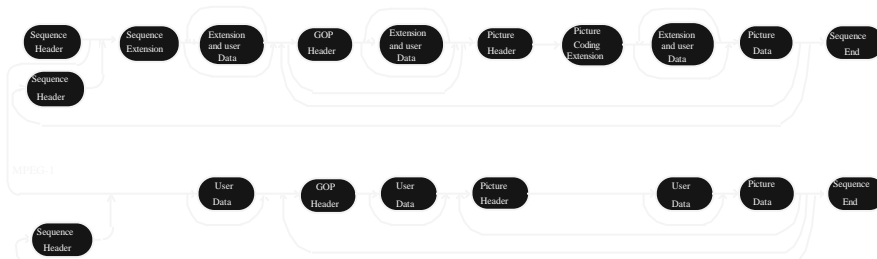 Sequence
Header
Sequence
Extension
Extension
and user
Data
GOP
Header
Extension
and user
Data
Picture
Header
Picture
Coding
Extension
Extension
and user
Data
Picture
Data
Sequence
End
Sequence
Header
MPEG-1
User
Data
GOP
Header
User
Data
Picture
Header
User
Data
Picture
Data
Sequence
End
Sequence
Header